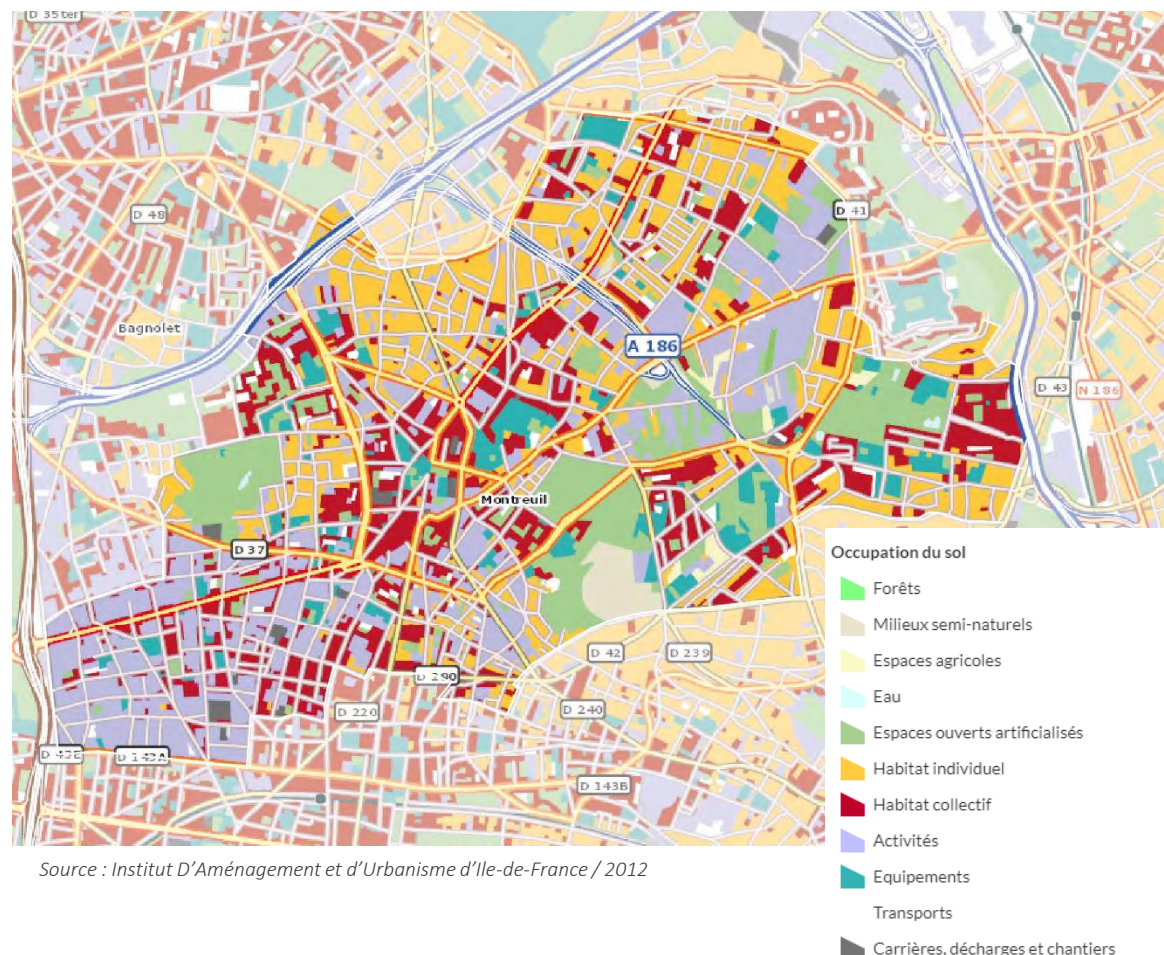 D 35ter
D 48
D 41
Bagnolet
A 186
D 43
N 186
Montreuil
D 37
D 42
D 239
D 290
D 220
D 240
D 143A
D 143B
Occupation du sol
Forêts
Milieux semi-naturels
Espaces agricoles
Eau
Espaces ouverts artificialisés
Habitat individuel
Habitat collectif
Activités
Equipements
Transports
Carrières, décharges et chantiers
Source : Institut D'Aménagement et d'Urbanisme d'Ile-de-France / 2012